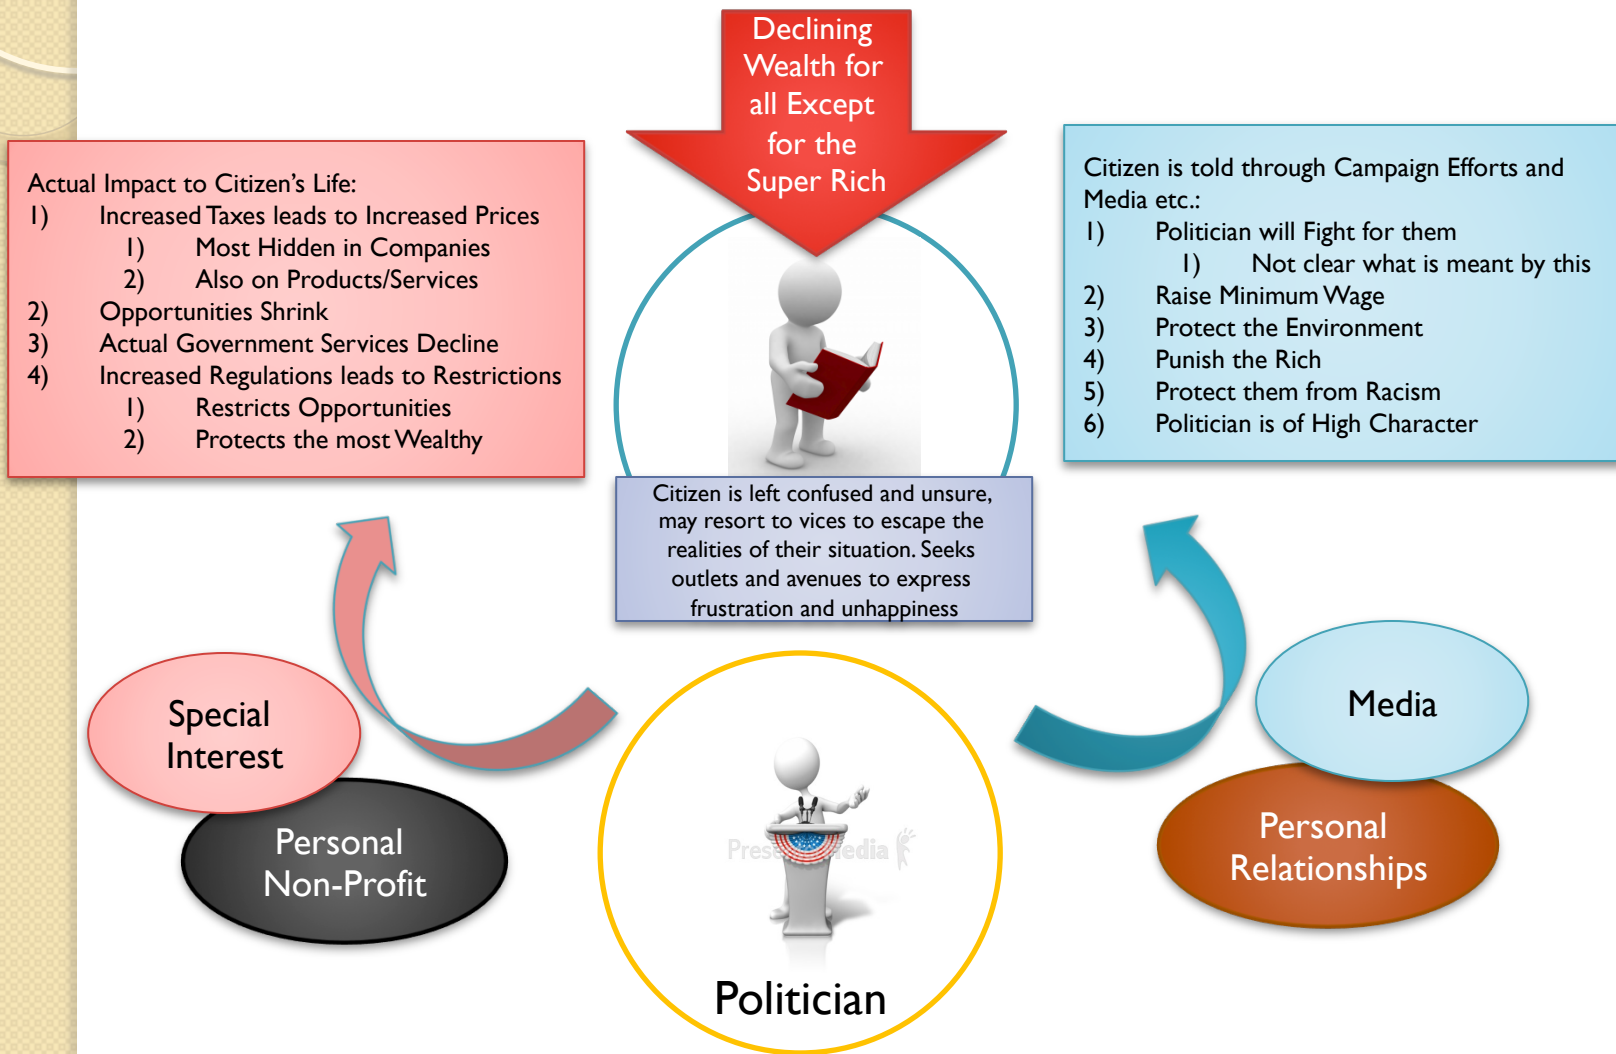 Declining
Wealth for
all Except
for the
Super Rich
Actual Impact to Citizen's Life:
1) Increased Taxes leads to Increased Prices
1) Most Hidden in Companies
2) Also on Products/Services
2) Opportunities Shrink
3) Actual Government Services Decline
4) Increased Regulations leads to Restrictions
1) Restricts Opportunities
2) Protects the most Wealthy
Citizen is told through Campaign Efforts and
Media etc.:
1) Politician will Fight for them
1) Not clear what is meant by this
2) Raise Minimum Wage
3) Protect the Environment
4) Punish the Rich
5) Protect them from Racism
6) Politician is of High Character
Citizen is left confused and unsure,
may resort to vices to escape the
realities of their situation. Seeks
outlets and avenues to express
frustration and unhappiness
Special
Interest
Personal
Non-Profit
Media
Personal
Relationships
Politician